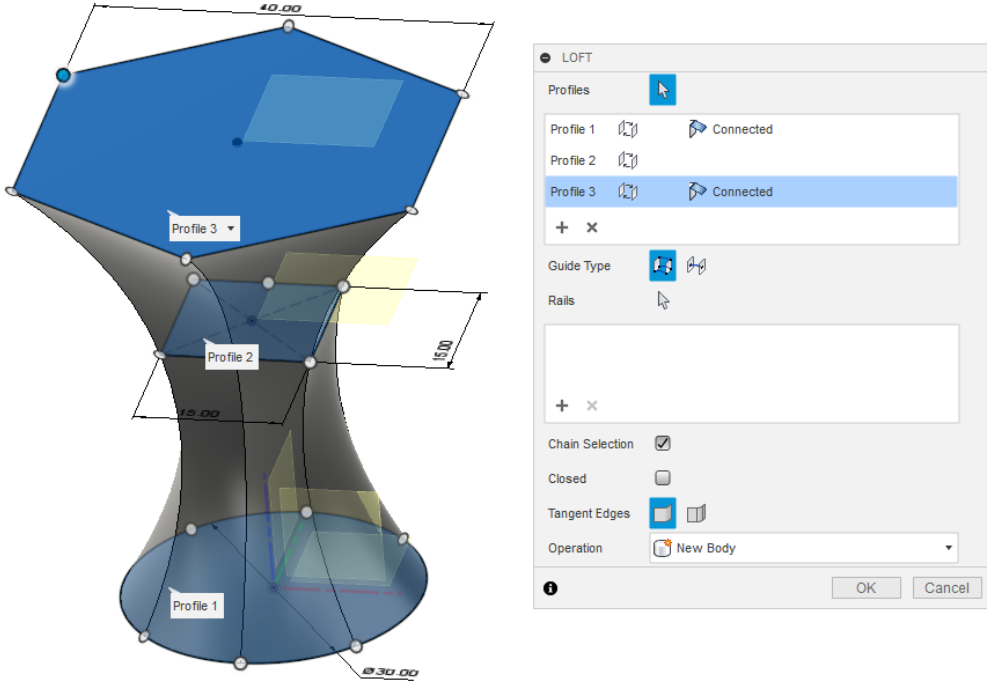 40.00
Profile 3
Profile 2
15.00
15.00
Profile 1
Ø30.00
LOFT
Profiles
Profile 1 Connected
Profile 2
Profile 3 Connected
Guide Type
Rails
Chain Selection
Closed
Tangent Edges
Operation New Body
OK Cancel